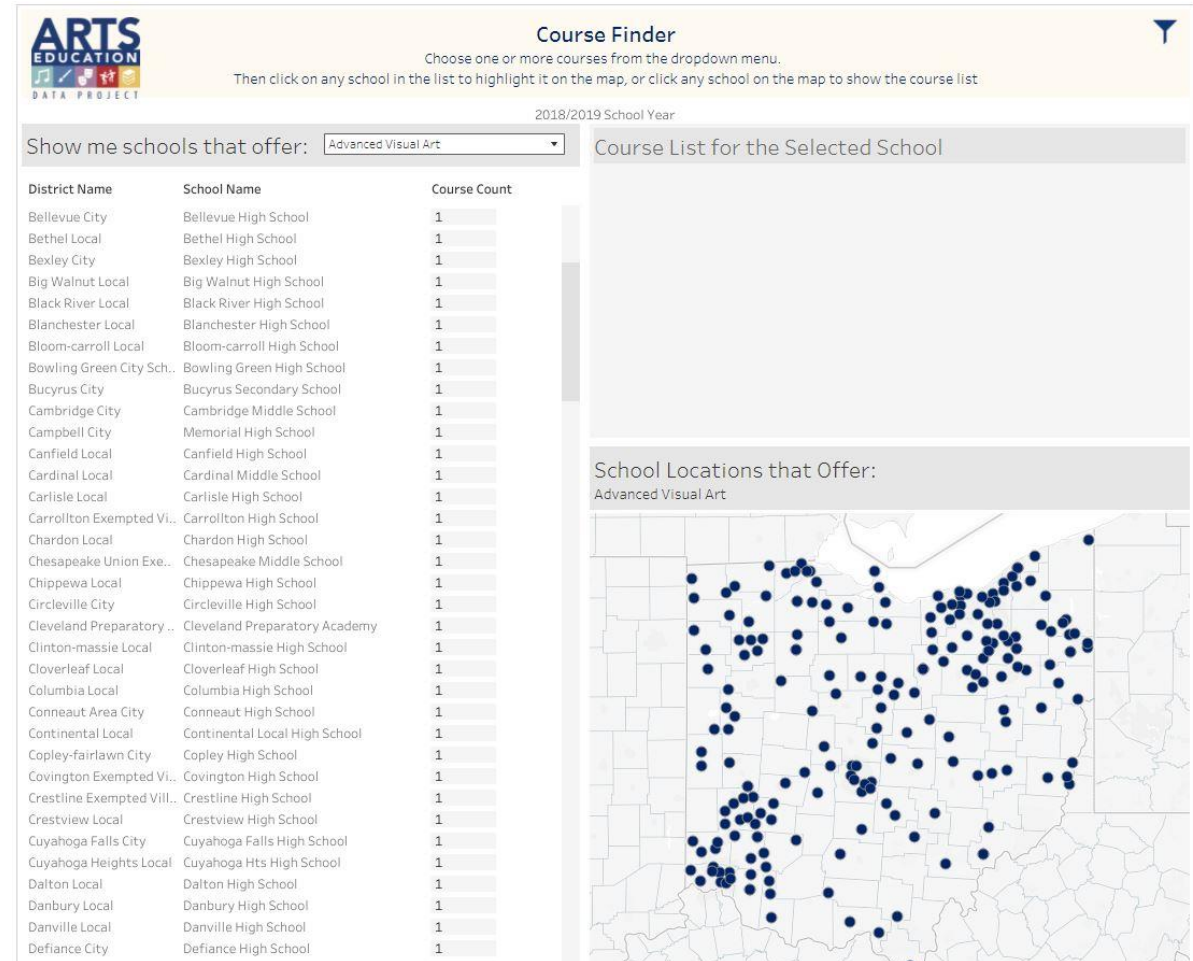 ARTS
EDUCATION
DATA PROJECT
Course Finder
Choose one or more courses from the dropdown menu.
Then click on any school in the list to highlight it on the map, or click any school on the map to show the course list
2018/2019 School Year
Show me schools that offer: Advanced Visual Art
District Name School Name Course Count
Bellevue City Bellevue High School 1
Bethel Local Bethel High School 1
Bexley City Bexley High School 1
Big Walnut Local Big Walnut High School 1
Black River Local Black River High School 1
Blanchester Local Blanchester High School 1
Bloom-carroll Local Bloom-carroll High School 1
Bowling Green City Sch.. Bowling Green High School 1
Bucyrus City Bucyrus Secondary School 1
Cambridge City Cambridge Middle School 1
Campbell City Memorial High School 1
Canfield Local Canfield High School 1
Cardinal Local Cardinal Middle School 1
Carlisle Local Carlisle High School 1
Carrollton Exempted Vi.. Carrollton High School 1
Chardon Local Chardon High School 1
Chesapeake Union Exe.. Chesapeake Middle School 1
Chippewa Local Chippewa High School 1
Circleville City Circleville High School 1
Cleveland Preparatory .. Cleveland Preparatory Academy 1
Clinton-massie Local Clinton-massie High School 1
Cloverleaf Local Cloverleaf High School 1
Columbia Local Columbia High School 1
Conneaut Area City Conneaut High School 1
Continental Local Continental Local High School 1
Copley-fairlawn City Copley High School 1
Covington Exempted Vi.. Covington High School 1
Crestline Exempted Vill.. Crestline High School 1
Crestview Local Crestview High School 1
Cuyahoga Falls City Cuyahoga Falls High School 1
Cuyahoga Heights Local Cuyahoga Hts High School 1
Dalton Local Dalton High School 1
Danbury Local Danbury High School 1
Danville Local Danville High School 1
Defiance City Defiance High School 1
Course List for the Selected School
School Locations that Offer:
Advanced Visual Art